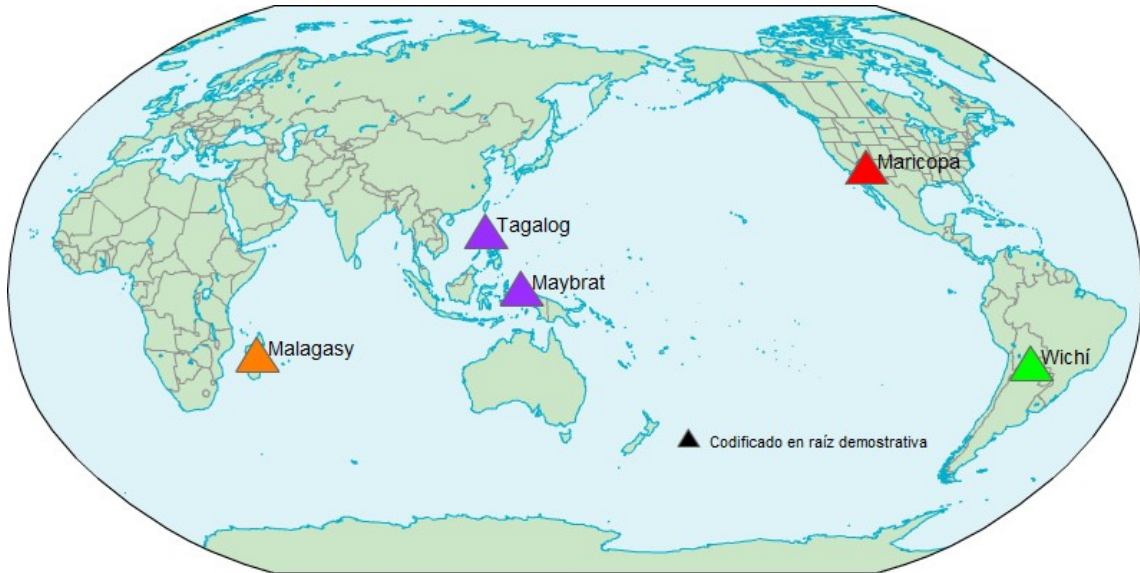 Maricopa
Tagalog
Maybrat
Malagasy
Wichí
Codificado en raíz demostrativa